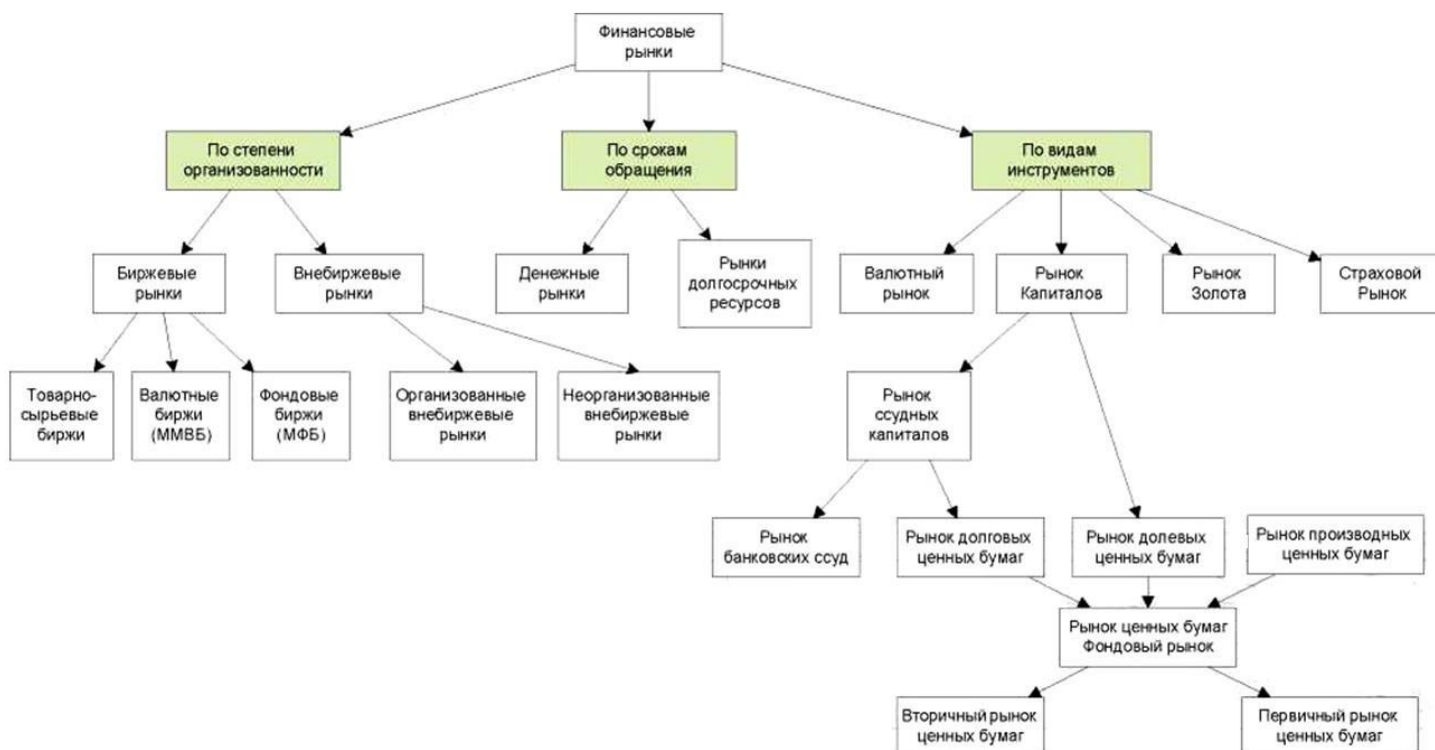 Финансовые
рынки
По степени
организованности
По срокам
обращения
По видам
инструментов
Биржевые
рынки
Внебиржевые
рынки
Денежные
рынки
Рынки
долгосрочных
ресурсов
Валютный
рынок
Рынок
Капиталов
Рынок
Золота
Страховой
Рынок
Товарно-
сырьевые
биржи
Валютные
биржи
(ММВБ)
Фондовые
биржи
(МФБ)
Организованные
внебиржевые
рынки
Неорганизованные
внебиржевые
рынки
Рынок
ссудных
капиталов
Рынок
банковских ссуд
Рынок долговых
ценных бумаг
Рынок долевых
ценных бумаг
Рынок производных
ценных бумаг
Рынок ценных бумаг
Фондовый рынок
Вторичный рынок
ценных бумаг
Первичный рынок
ценных бумаг